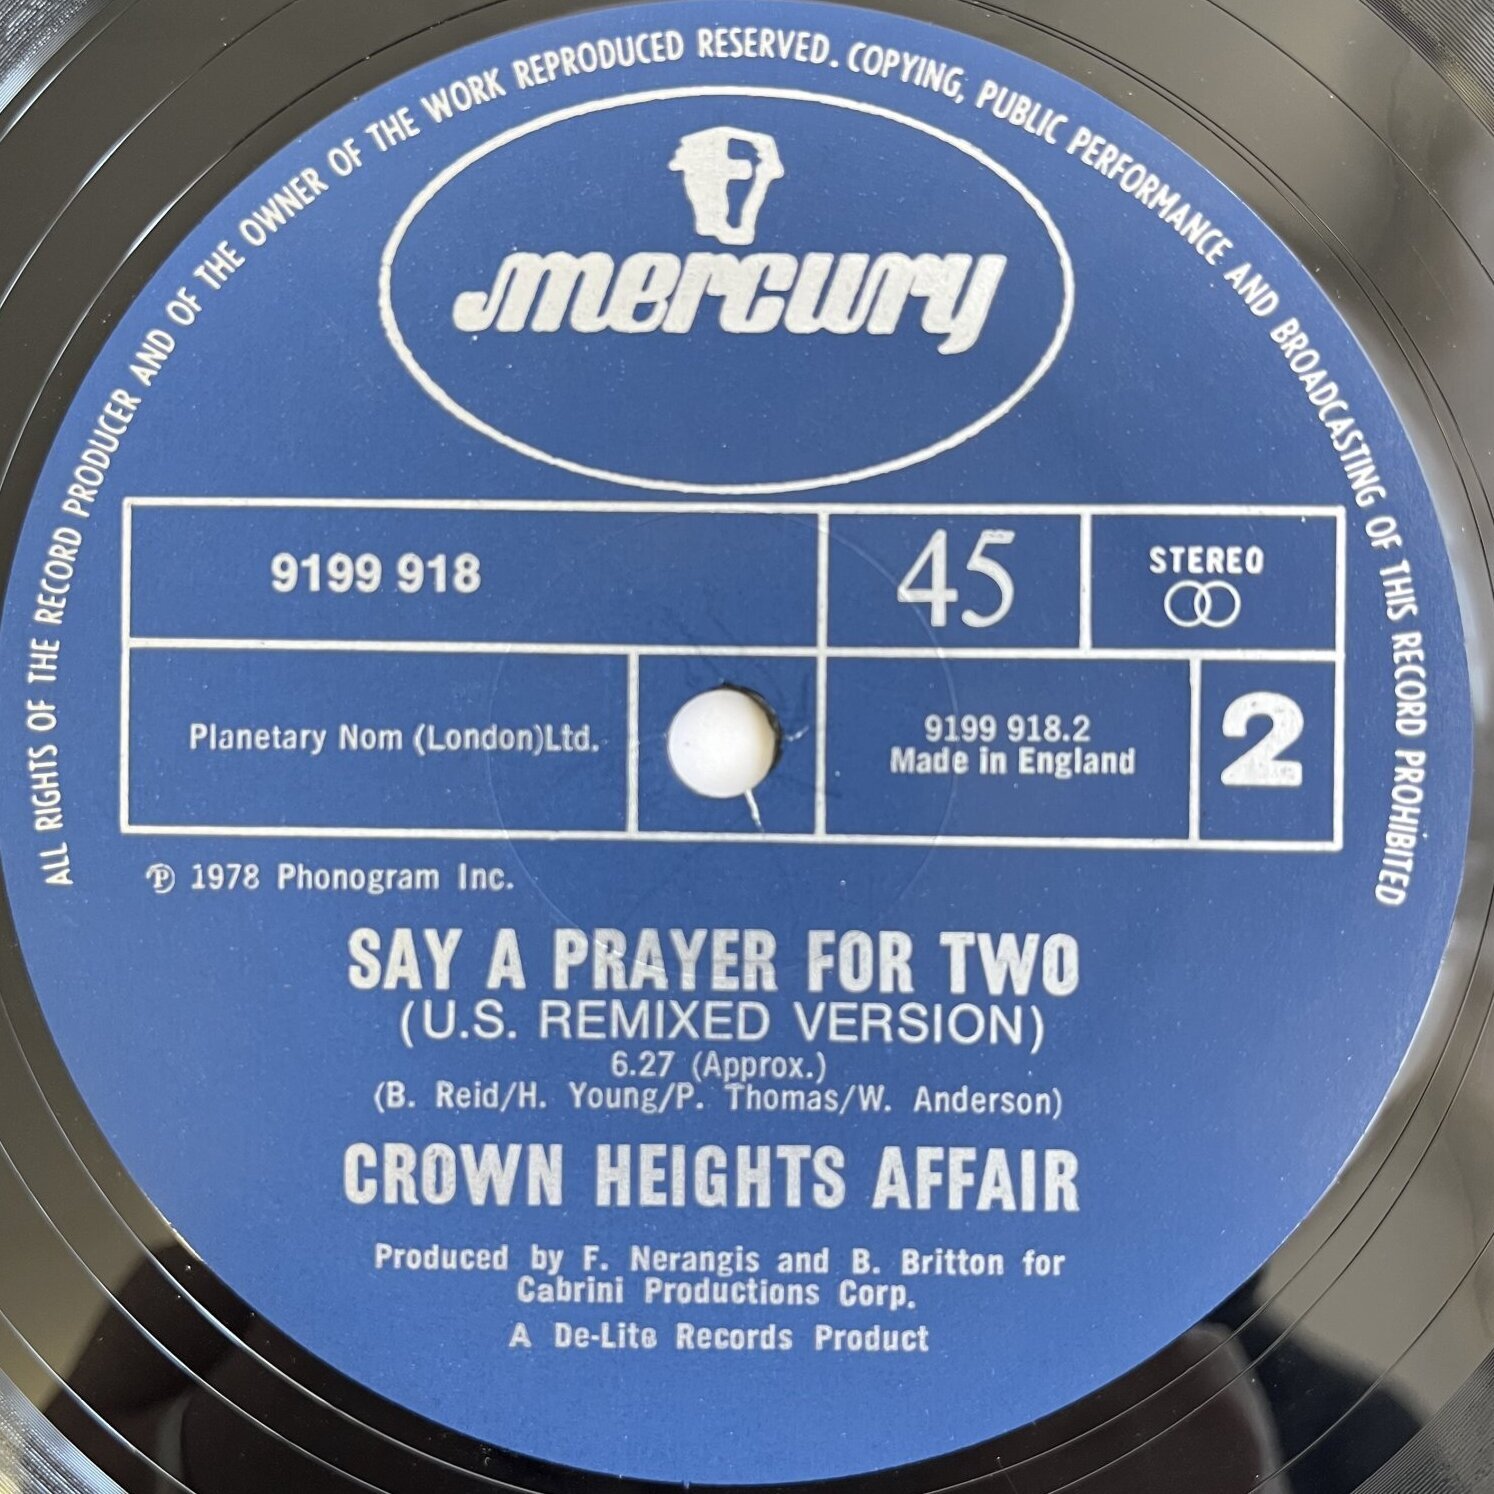 ALL RIGHTS OF THE RECORD PRODUCER AND OF THE OWNER OF THE WORK REPRODUCED RESERVED. COPYING, PUBLIC PERFORMANCE AND BROADCASTING OF THIS RECORD PROHIBITED
mercury
9199 918
45
STEREO
Planetary Nom (London)Ltd.
9199 918.2
Made in England
2
℗ 1978 Phonogram Inc.
SAY A PRAYER FOR TWO
(U.S. REMIXED VERSION)
6.27 (Approx.)
(B. Reid/H. Young/P. Thomas/W. Anderson)
CROWN HEIGHTS AFFAIR
Produced by F. Nerangis and B. Britton for
Cabrini Productions Corp.
A De-Lite Records Product